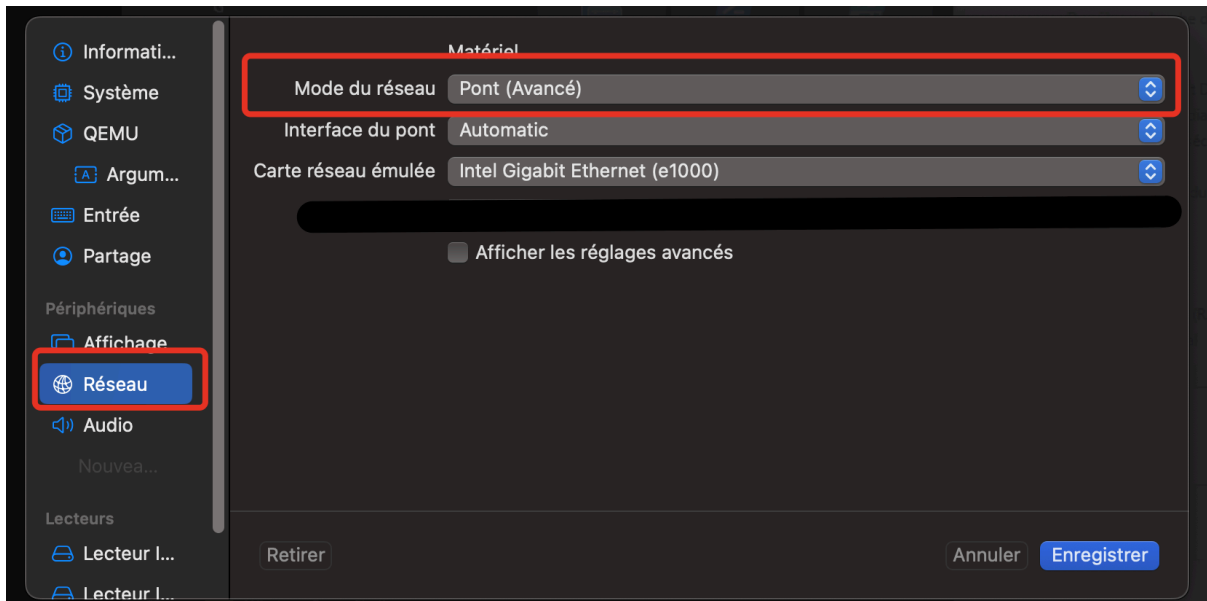 Informati...
Système
QEMU
Argum...
Entrée
Partage
Périphériques
Affichage
Réseau
Audio
Nouvea...
Lecteurs
Lecteur I...
Lecteur I...
Matériel
Mode du réseau Pont (Avancé)
Interface du pont Automatic
Carte réseau émulée Intel Gigabit Ethernet (e1000)
Afficher les réglages avancés
Retirer Annuler Enregistrer